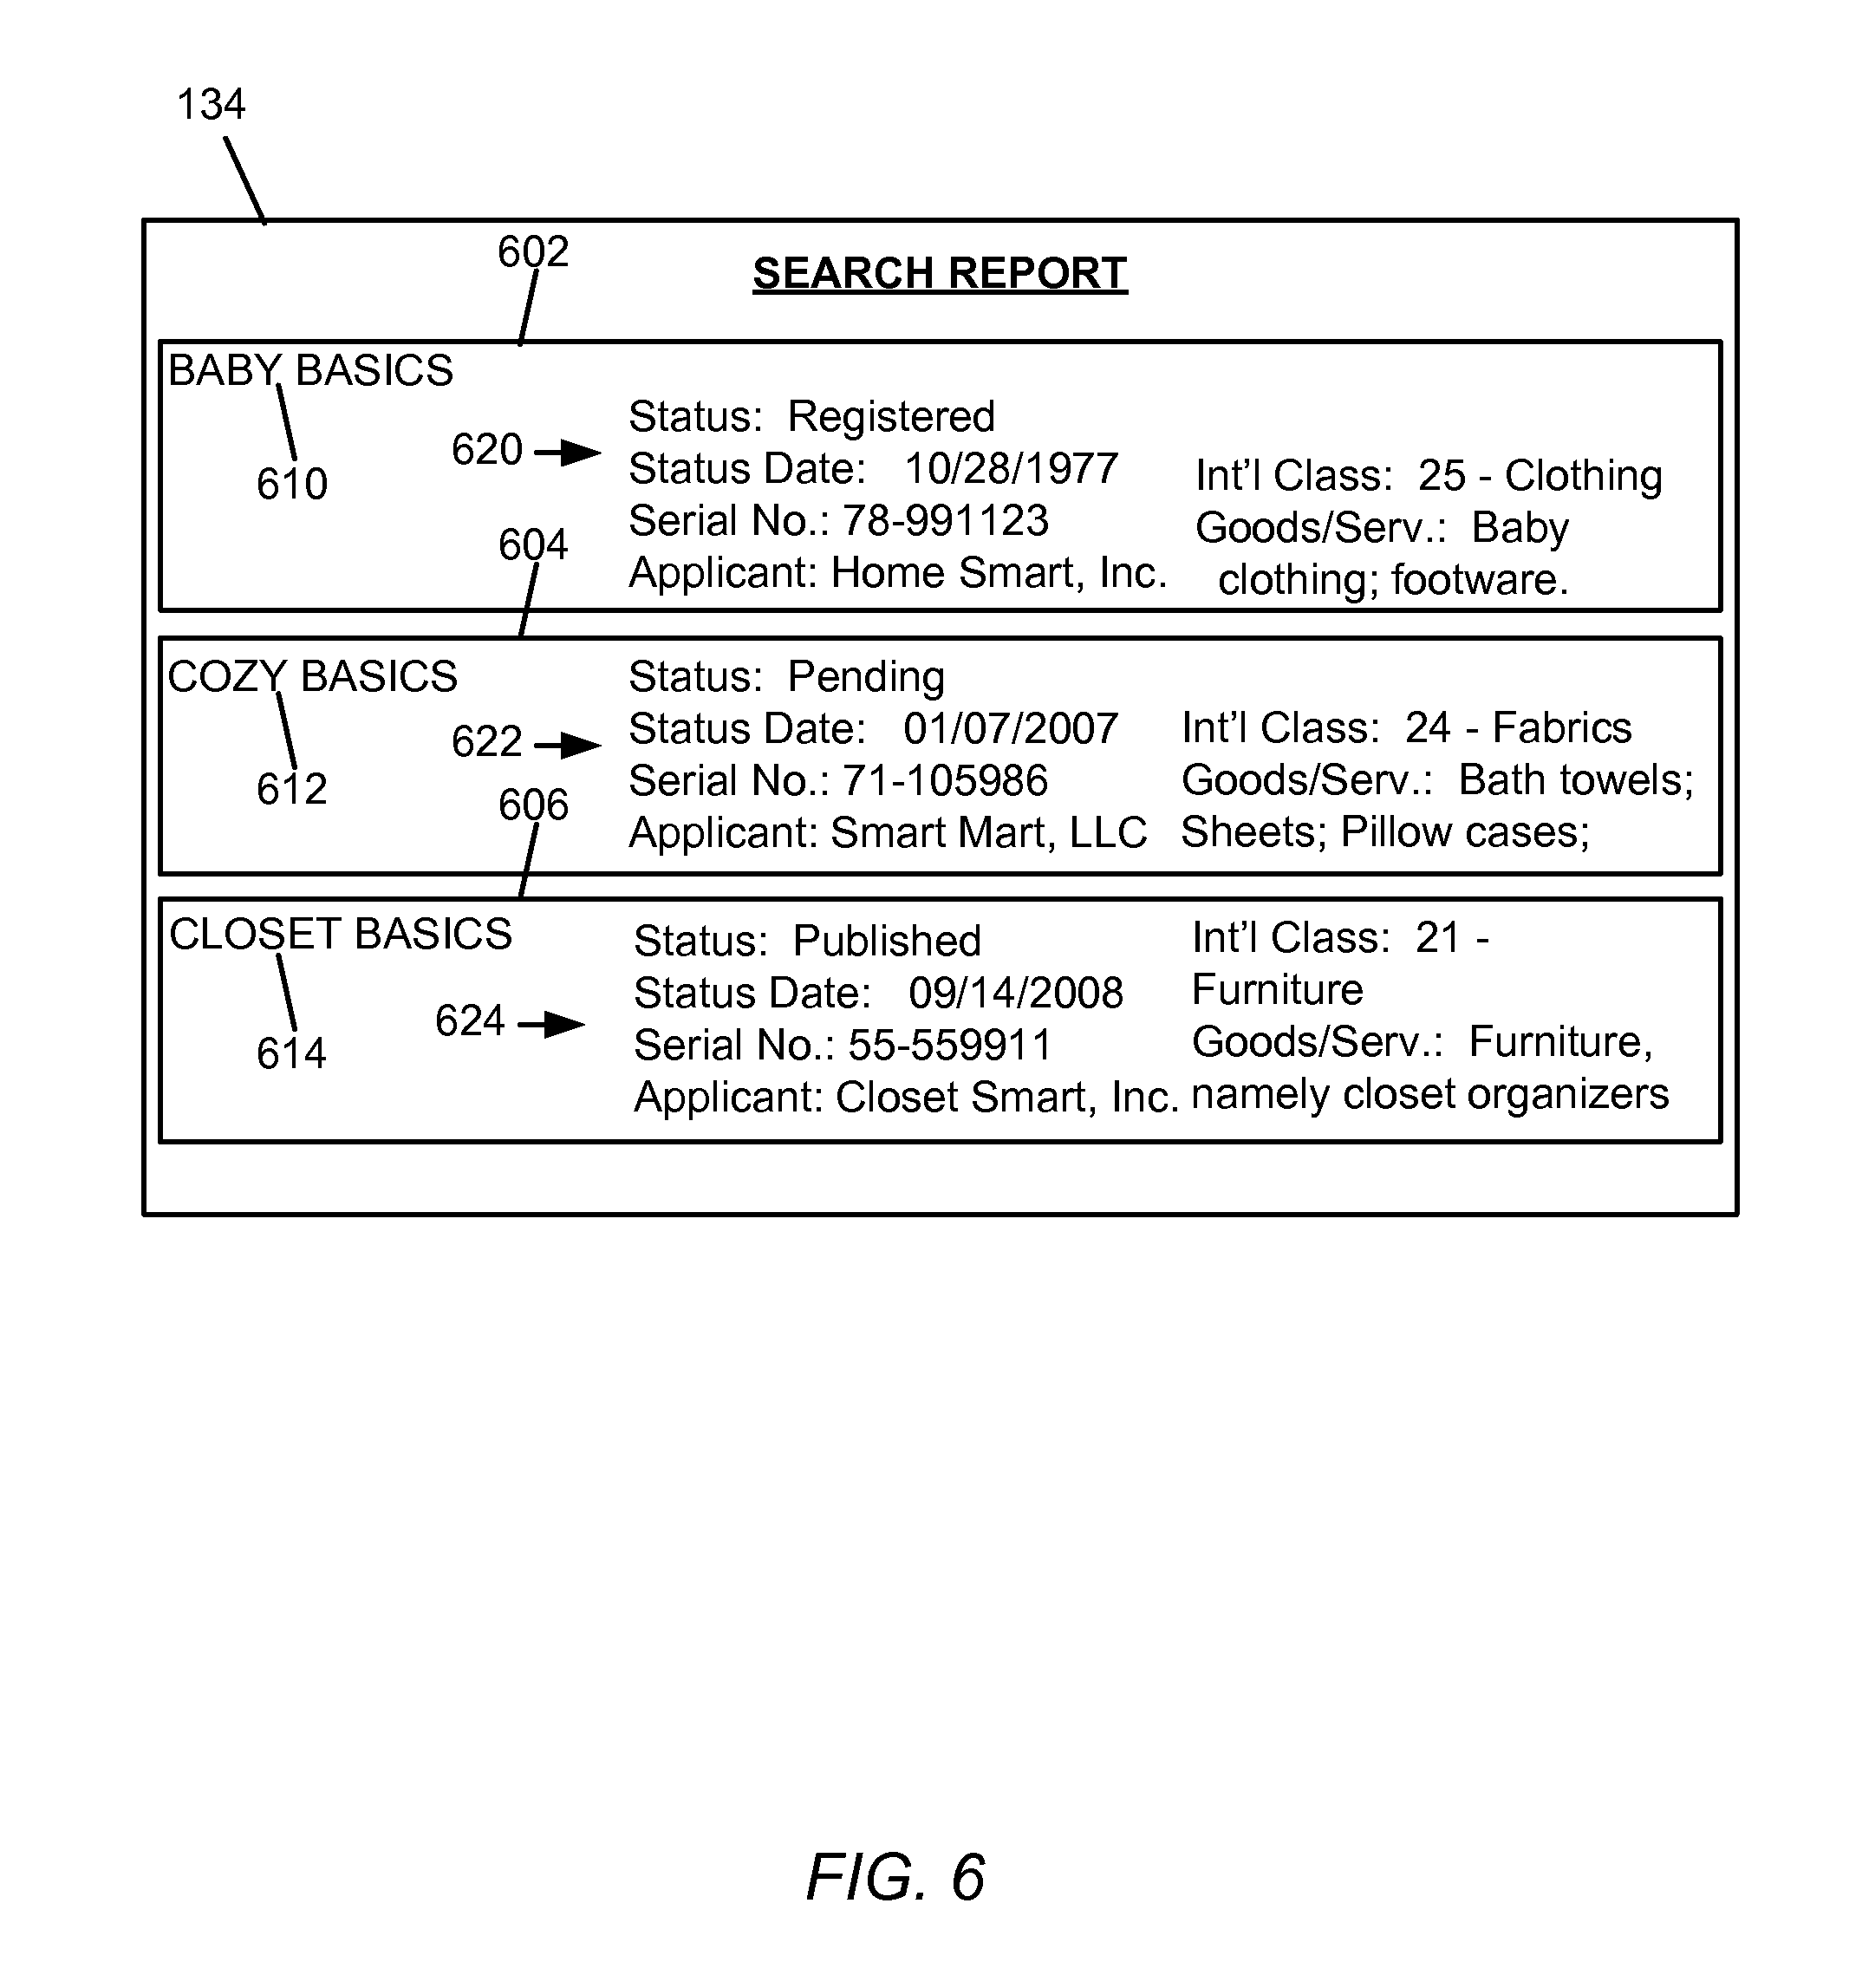 134
602
SEARCH REPORT
BABY BASICS
610
620
Status:  Registered
Status Date:   10/28/1977
Serial No.: 78-991123
Applicant: Home Smart, Inc.
Int'l Class:  25 - Clothing
Goods/Serv.:  Baby
clothing; footware.
604
COZY BASICS
612
622
Status:  Pending
Status Date:   01/07/2007
Serial No.: 71-105986
Applicant: Smart Mart, LLC
Int'l Class:  24 - Fabrics
Goods/Serv.:  Bath towels;
Sheets; Pillow cases;
606
CLOSET BASICS
614
624
Status:  Published
Status Date:   09/14/2008
Serial No.: 55-559911
Applicant: Closet Smart, Inc.
Int'l Class:  21 -
Furniture
Goods/Serv.:  Furniture,
namely closet organizers
FIG. 6